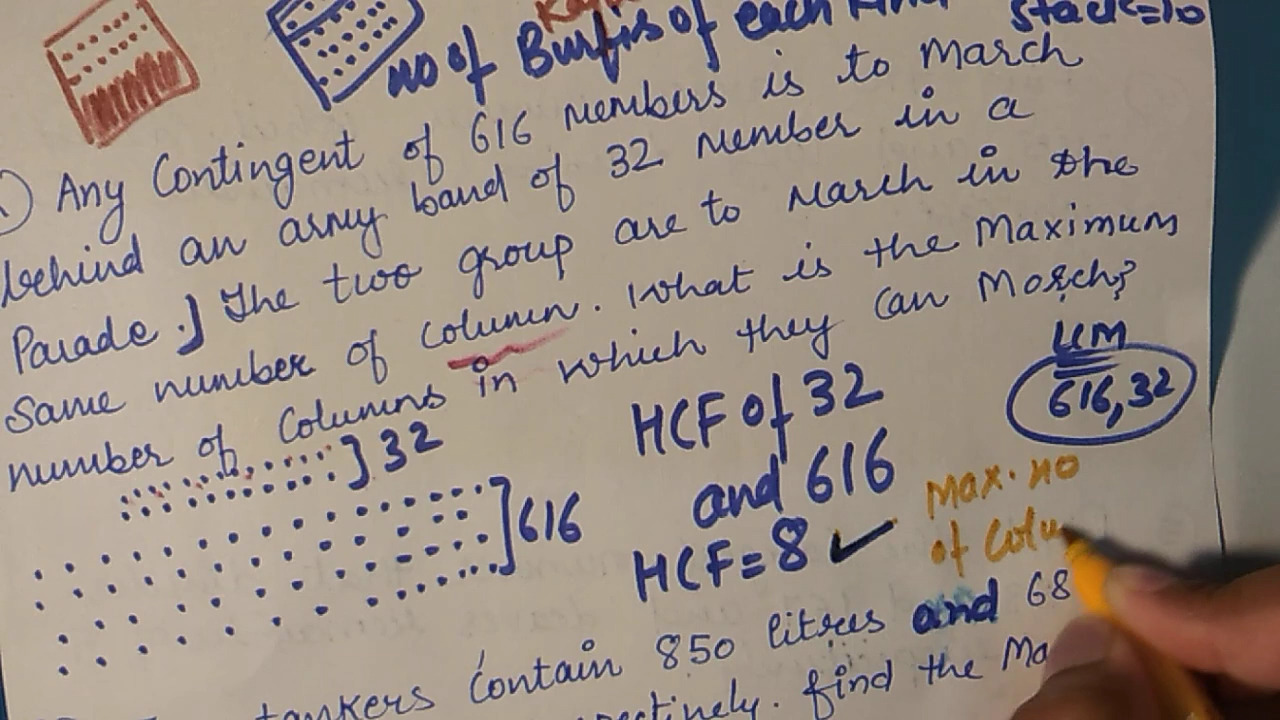 no of Burfis of each Kind stack=10
Any Contingent of 616 members is to March
behind an army band of 32 Member in a
Parade.] The two group are to March in the
Same number of Column. What is the Maximum
number of Columns in which they can March?
LCM
616, 32
] 32
] 616
HCF of 32
and 616
HCF = 8 ✓
Max. no
of Colu
tankers Contain 850 litres and 68
find the Ma